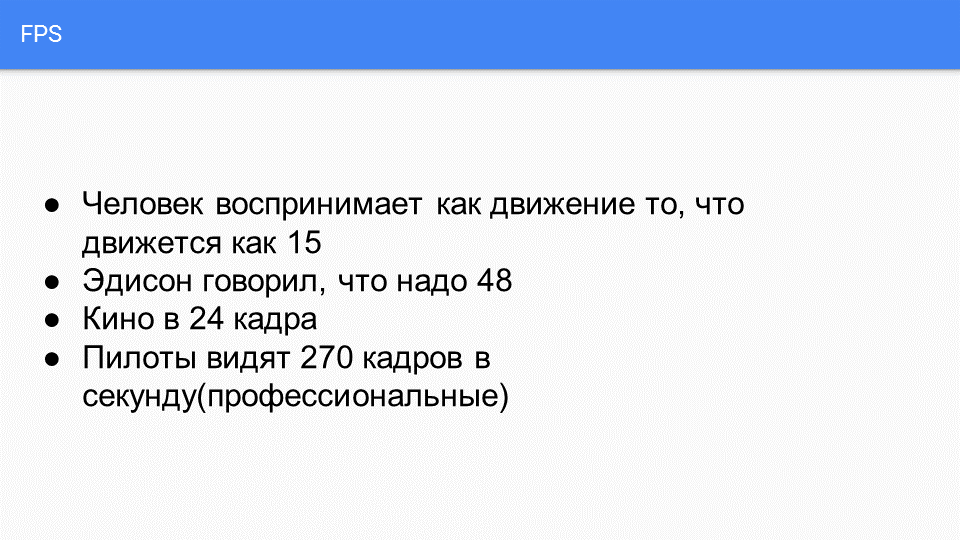 FPS
● Человек воспринимает как движение то, что
движется как 15
● Эдисон говорил, что надо 48
● Кино в 24 кадра
● Пилоты видят 270 кадров в
секунду(профессиональные)